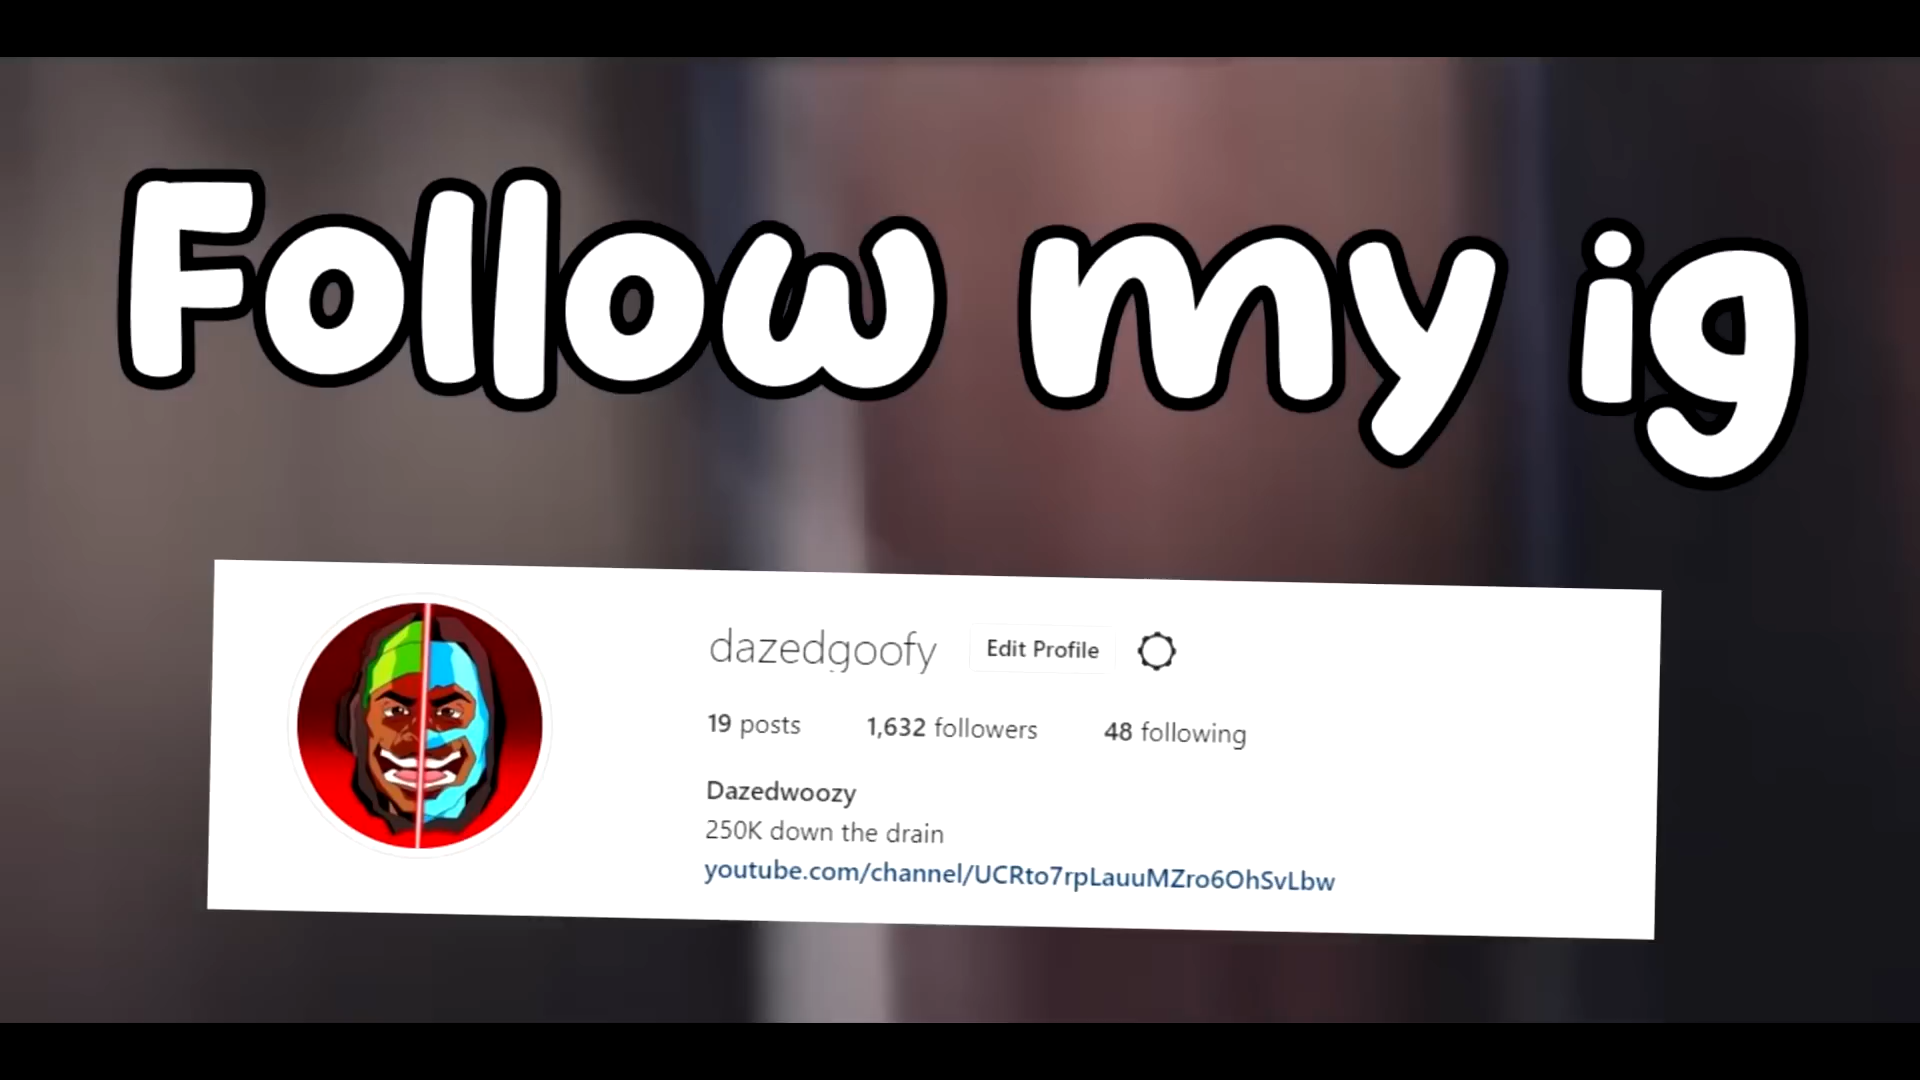 Follow my ig
dazedgoofy Edit Profile
19 posts 1,632 followers 48 following
Dazedwoozy
250K down the drain
youtube.com/channel/UCRto7rpLauuMZro6OhSvLbw